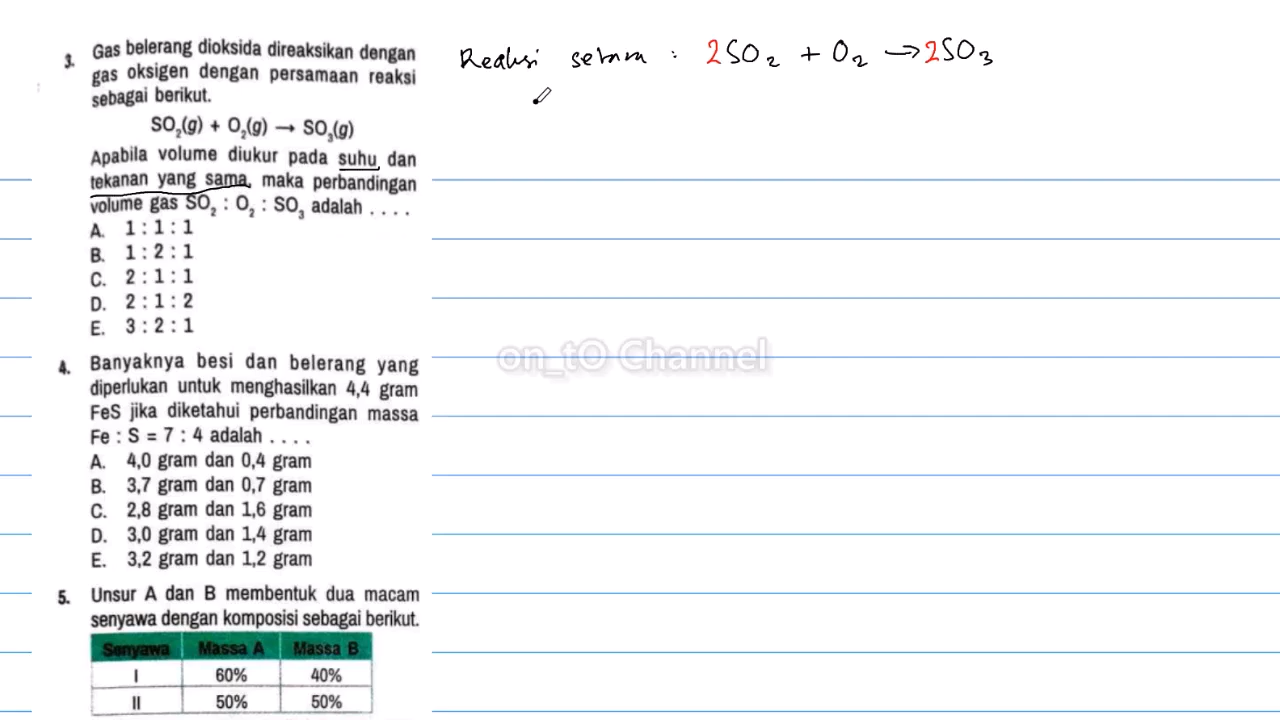 3. Gas belerang dioksida direaksikan dengan
gas oksigen dengan persamaan reaksi
sebagai berikut.
SO₂(g) + O₂(g) → SO₃(g)
Apabila volume diukur pada suhu dan
tekanan yang sama, maka perbandingan
volume gas SO₂ : O₂ : SO₃ adalah . . . .
A. 1 : 1 : 1
B. 1 : 2 : 1
C. 2 : 1 : 1
D. 2 : 1 : 2
E. 3 : 2 : 1
4. Banyaknya besi dan belerang yang
diperlukan untuk menghasilkan 4,4 gram
FeS jika diketahui perbandingan massa
Fe : S = 7 : 4 adalah . . . .
A. 4,0 gram dan 0,4 gram
B. 3,7 gram dan 0,7 gram
C. 2,8 gram dan 1,6 gram
D. 3,0 gram dan 1,4 gram
E. 3,2 gram dan 1,2 gram
5. Unsur A dan B membentuk dua macam
senyawa dengan komposisi sebagai berikut.
Senyawa Massa A Massa B
I 60% 40%
II 50% 50%
Reaksi setara : 2SO₂ + O₂ → 2SO₃
on_tO Channel